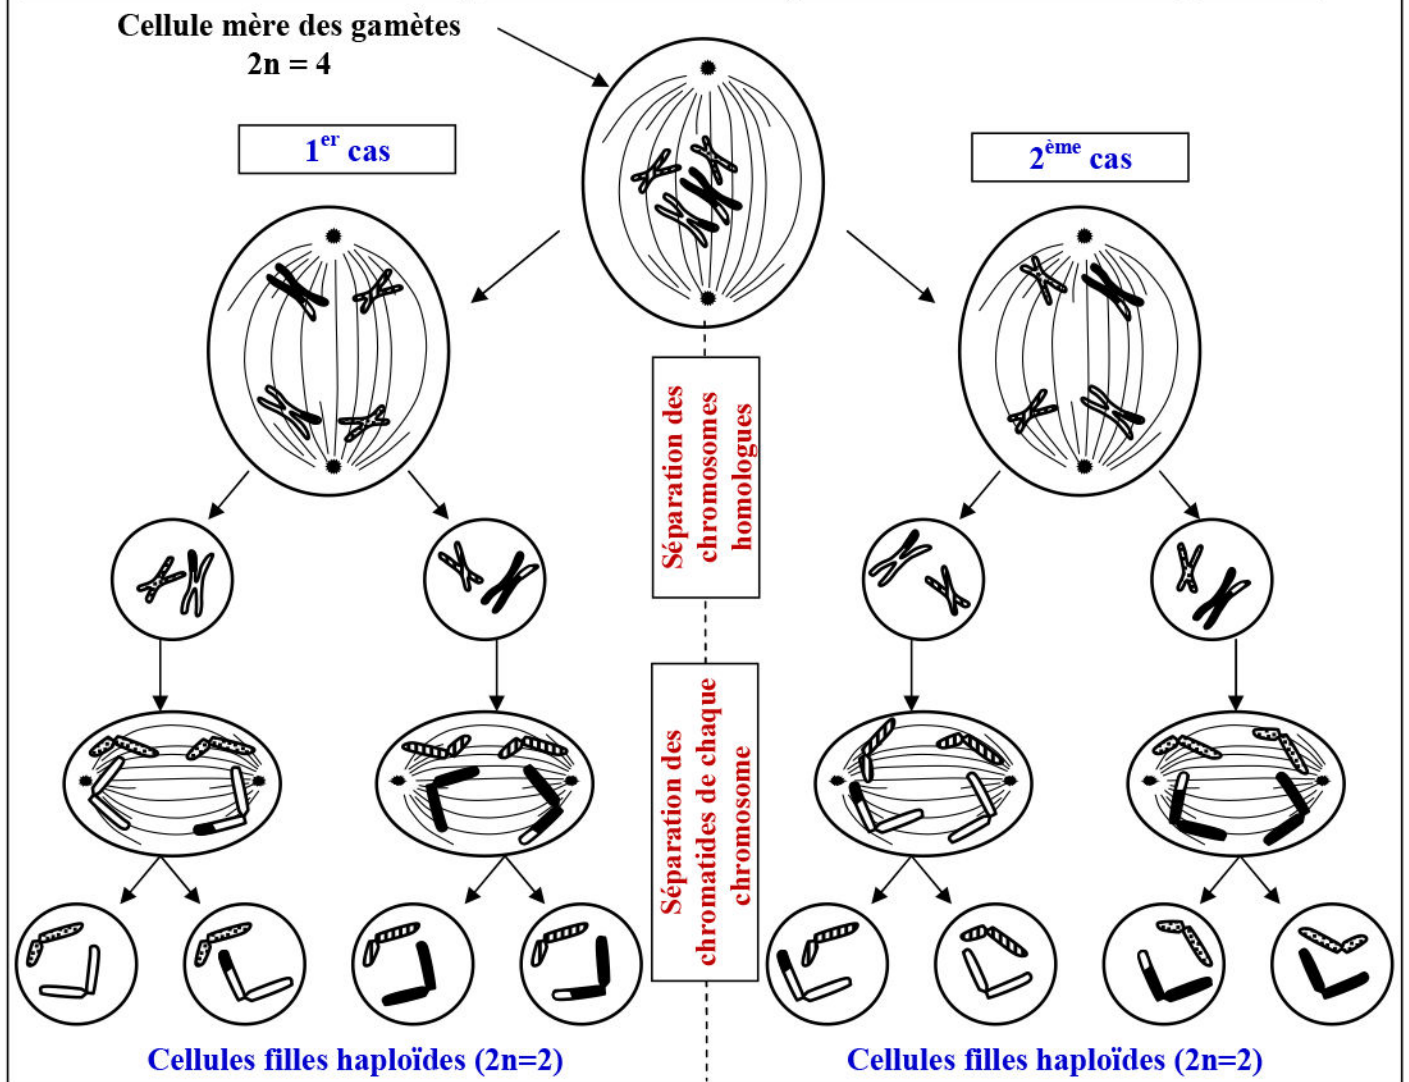 Cellule mère des gamètes
2n = 4
1er cas
2ème cas
Séparation des
chromosomes
homologues
Séparation des
chromatides de chaque
chromosome
Cellules filles haploïdes (2n=2)
Cellules filles haploïdes (2n=2)